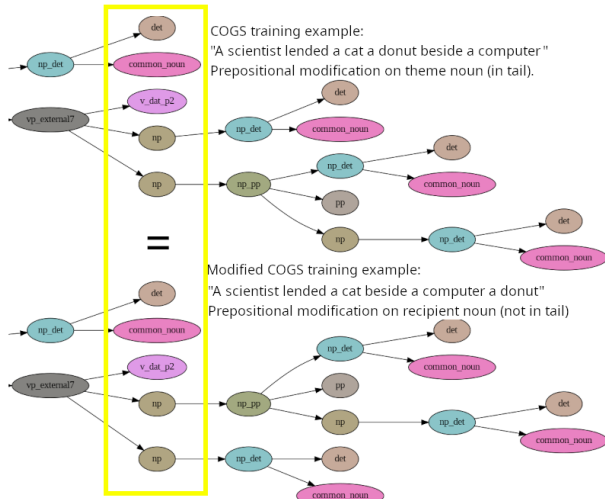 det
COGS training example:
"A scientist lended a cat a donut beside a computer"
np_det
common_noun
Prepositional modification on theme noun (in tail).
det
v_dat_p2
vp_external7
np_det
common_noun
np
det
np_det
common_noun
np
np_pp
pp
det
np
np_det
common_noun
=
Modified COGS training example:
"A scientist lended a cat beside a computer a donut"
Prepositional modification on recipient noun (not in tail)
det
np_det
common_noun
det
np_det
common_noun
v_dat_p2
vp_external7
pp
np
np_pp
det
np
np_det
common_noun
np
np_det
det
common_noun